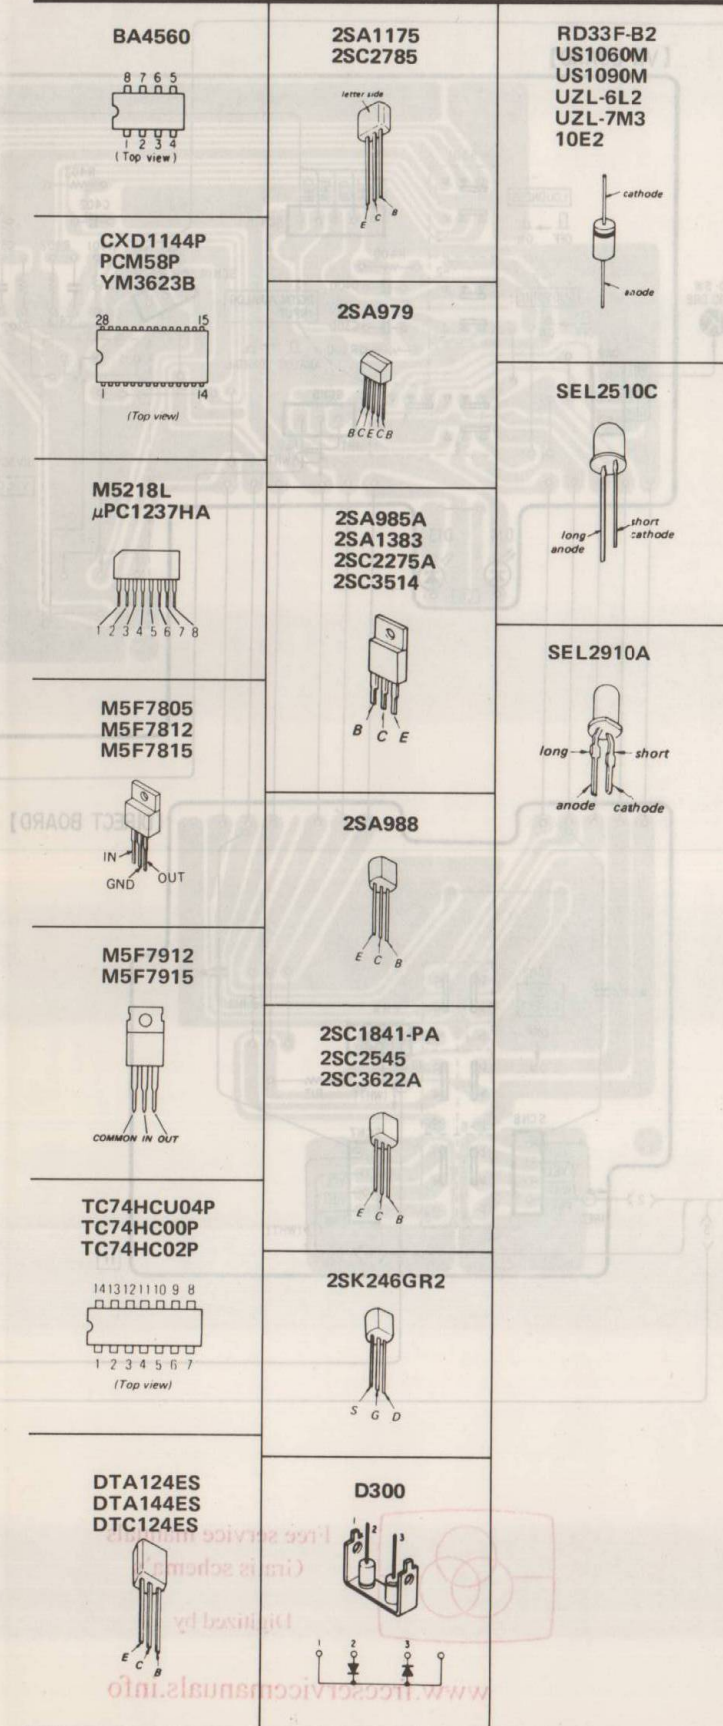 BA4560
8 7 6 5
1 2 3 4
(Top view)
CXD1144P
PCM58P
YM3623B
28 15
1 14
(Top view)
M5218L
μPC1237HA
1 2 3 4 5 6 7 8
M5F7805
M5F7812
M5F7815
IN
GND
OUT
M5F7912
M5F7915
COMMON IN OUT
TC74HCU04P
TC74HC00P
TC74HC02P
14 13 12 11 10 9 8
1 2 3 4 5 6 7
(Top view)
DTA124ES
DTA144ES
DTC124ES
E C B
2SA1175
2SC2785
letter side
E C B
2SA979
B C E C B
2SA985A
2SA1383
2SC2275A
2SC3514
B C E
2SA988
E C B
2SC1841-PA
2SC2545
2SC3622A
E C B
2SK246GR2
S G D
D300
1 2 3
1 2 3
RD33F-B2
US1060M
US1090M
UZL-6L2
UZL-7M3
10E2
cathode
anode
SEL2510C
long
anode
short
cathode
SEL2910A
long
short
anode
cathode
Free service manuals
Gratis schema's
Digitized by
www.freeservicemanuals.info